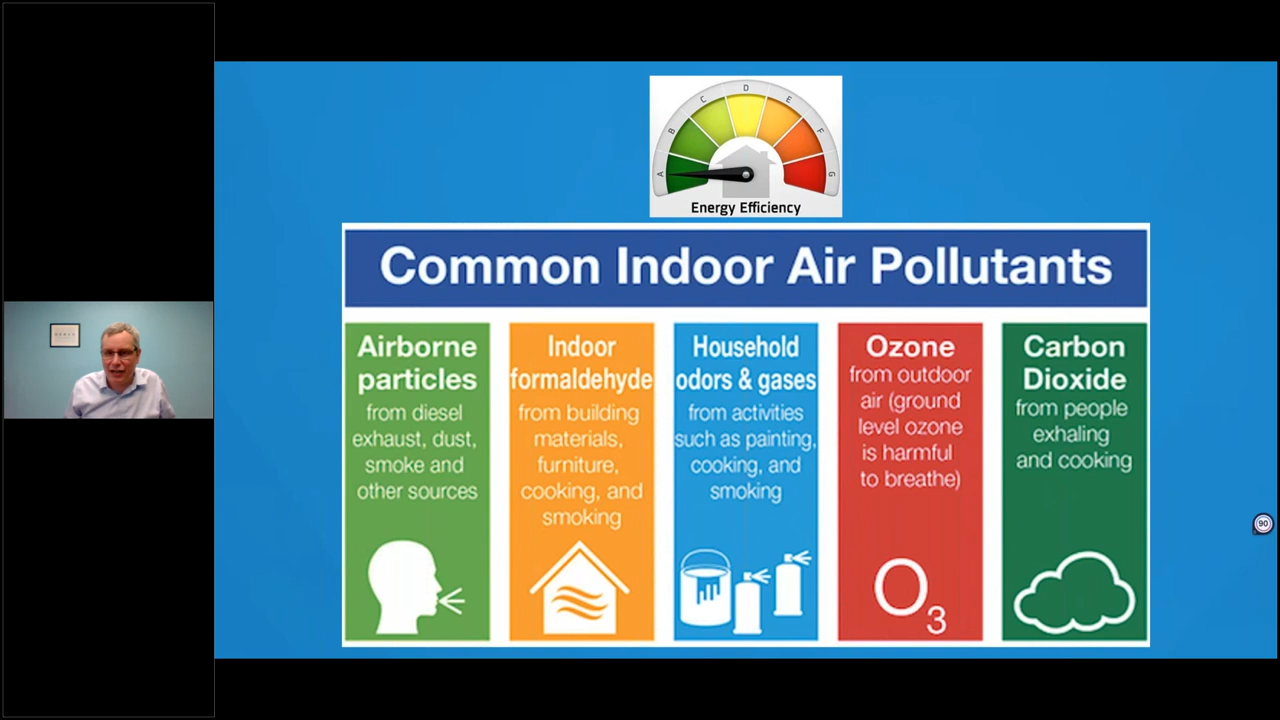 A
B
C
D
E
F
G
Energy Efficiency
Common Indoor Air Pollutants
Airborne
particles
from diesel
exhaust, dust,
smoke and
other sources
Indoor
formaldehyde
from building
materials,
furniture,
cooking, and
smoking
Household
odors & gases
from activities
such as painting,
cooking, and
smoking
Ozone
from outdoor
air (ground
level ozone
is harmful
to breathe)
O3
Carbon
Dioxide
from people
exhaling
and cooking
90